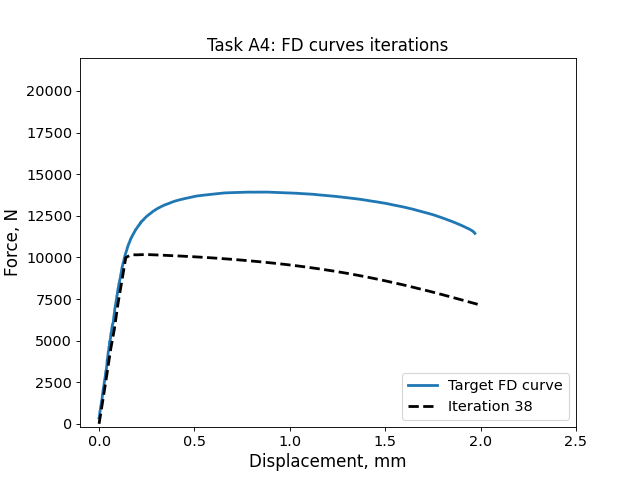 Task A4: FD curves iterations
Force, N
20000
17500
15000
12500
10000
7500
5000
2500
0
0.0 0.5 1.0 1.5 2.0 2.5
Displacement, mm
Target FD curve
Iteration 38